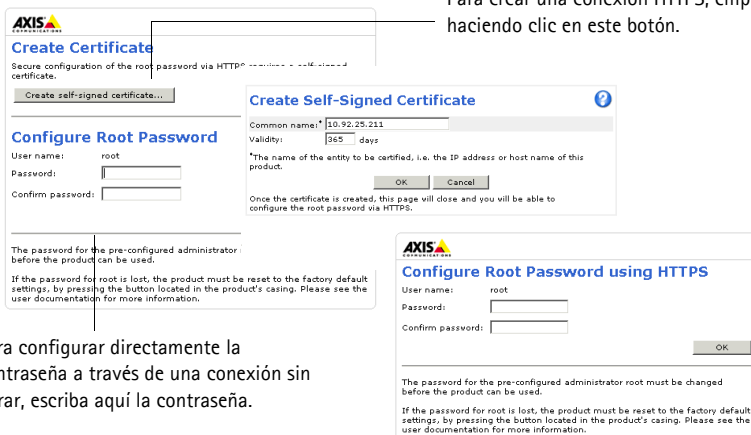 Para crear una conexión HTTPS,
haciendo clic en este botón.
AXIS
COMMUNICATIONS
Create Certificate
Secure configuration of the root password via HTTPS requires a self-signed
certificate.
Create self-signed certificate...
Configure Root Password
User name: root
Password:
Confirm password:
The password for the pre-configured administrator
before the product can be used.
If the password for root is lost, the product must be reset to the factory default
settings, by pressing the button located in the product's casing. Please see the
user documentation for more information.
Create Self-Signed Certificate
Common name:* 10.92.25.211
Validity: 365 days
*The name of the entity to be certified, i.e. the IP address or host name of this
product.
OK Cancel
Once the certificate is created, this page will close and you will be able to
configure the root password via HTTPS.
AXIS
COMMUNICATIONS
Configure Root Password using HTTPS
User name: root
Password:
Confirm password:
OK
The password for the pre-configured administrator root must be changed
before the product can be used.
If the password for root is lost, the product must be reset to the factory default
settings, by pressing the button located in the product's casing. Please see the
user documentation for more information.
configurar directamente la
a través de una conexión sin
escriba aquí la contraseña.